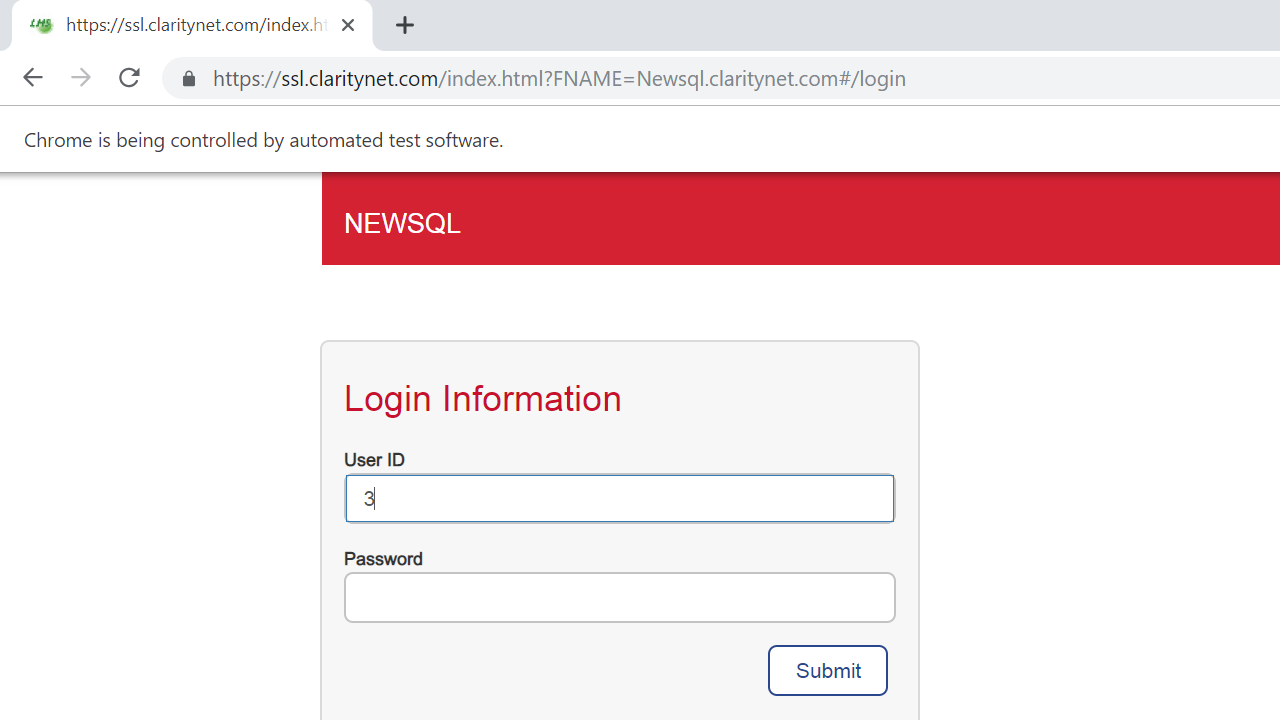 LMS
https://ssl.claritynet.com/index.ht
https://ssl.claritynet.com/index.html?FNAME=Newsql.claritynet.com#/login
Chrome is being controlled by automated test software.
NEWSQL
Login Information
User ID
3
Password
Submit